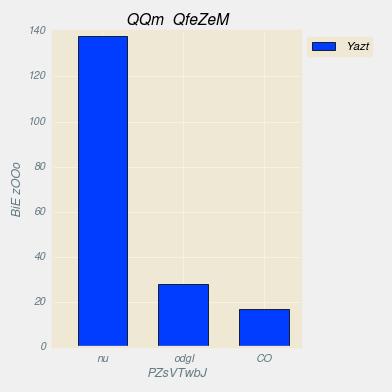 QQm QfeZeM
Yazt
140
120
100
80
60
40
20
0
BiE zOOo
nu odgl CO
PZsVTwbJ